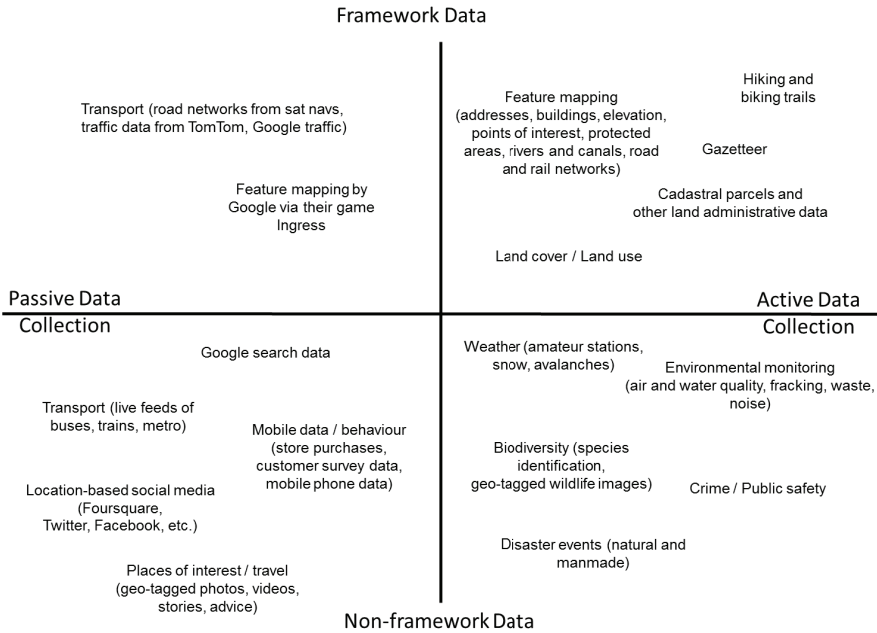 Framework Data
Transport (road networks from sat navs,
traffic data from TomTom, Google traffic)
Feature mapping by
Google via their game
Ingress
Feature mapping
(addresses, buildings, elevation,
points of interest, protected
areas, rivers and canals, road
and rail networks)
Hiking and
biking trails
Gazetteer
Cadastral parcels and
other land administrative data
Land cover / Land use
Passive Data
Collection
Active Data
Collection
Google search data
Transport (live feeds of
buses, trains, metro)
Mobile data / behaviour
(store purchases,
customer survey data,
mobile phone data)
Location-based social media
(Foursquare,
Twitter, Facebook, etc.)
Places of interest / travel
(geo-tagged photos, videos,
stories, advice)
Weather (amateur stations,
snow, avalanches)
Environmental monitoring
(air and water quality, fracking, waste,
noise)
Biodiversity (species
identification,
geo-tagged wildlife images)
Crime / Public safety
Disaster events (natural and
manmade)
Non-framework Data